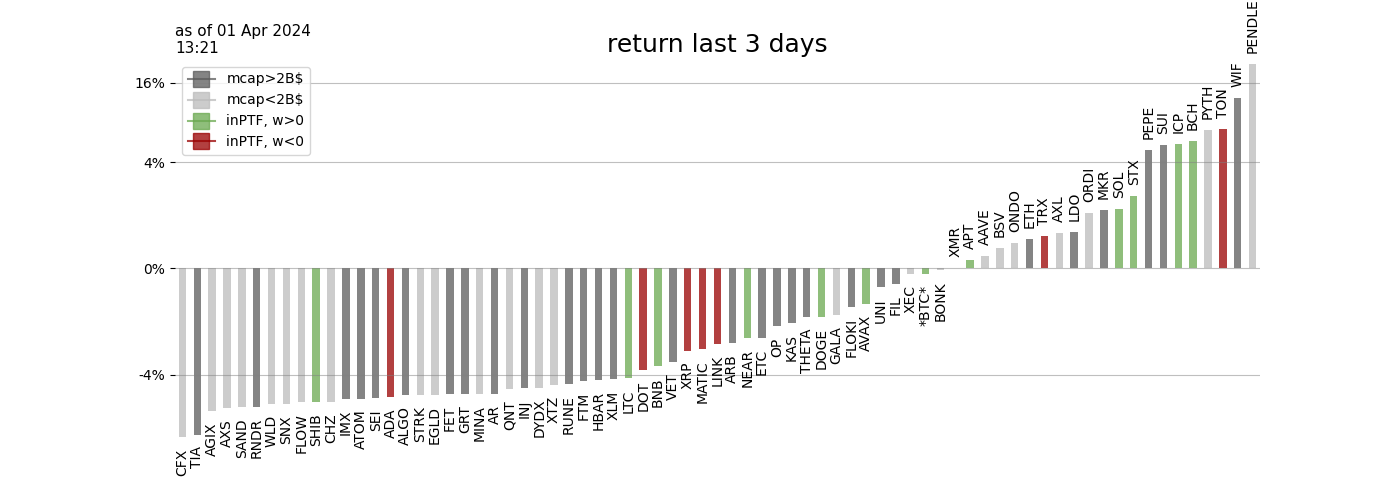 as of 01 Apr 2024
13:21
return last 3 days
mcap>2B$
mcap<2B$
inPTF, w>0
inPTF, w<0
16%
4%
0%
-4%
CFX
TIA
AGIX
AXS
SAND
RNDR
WLD
SNX
FLOW
SHIB
CHZ
IMX
ATOM
SEI
ADA
ALGO
STRK
EGLD
FET
GRT
MINA
AR
QNT
INJ
DYDX
XTZ
RUNE
FTM
HBAR
XLM
LTC
DOT
BNB
VET
XRP
MATIC
LINK
ARB
NEAR
ETC
OP
KAS
THETA
DOGE
GALA
FLOKI
AVAX
UNI
FIL
XEC
*BTC*
BONK
XMR
APT
AAVE
BSV
ONDO
ETH
TRX
AXL
LDO
ORDI
MKR
SOL
STX
PEPE
SUI
ICP
BCH
PYTH
TON
WIF
PENDLE